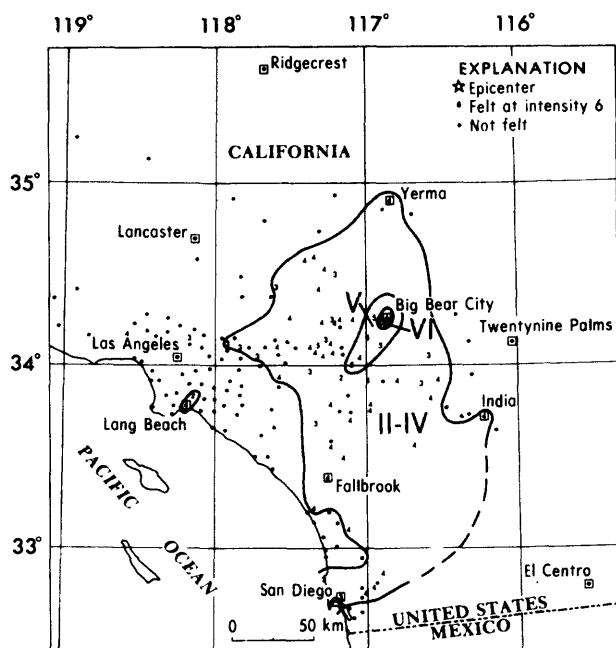 119° 118° 117° 116°
Ridgecrest
EXPLANATION
Epicenter
Felt at intensity 6
Not felt
CALIFORNIA
35°
Yerma
Lancaster
Big Bear City
V
VI
Las Angeles
Twentynine Palms
34°
II-IV
India
Lang Beach
Fallbrook
PACIFIC
OCEAN
33°
El Centro
San Diego
UNITED STATES
MEXICO
0 50 km